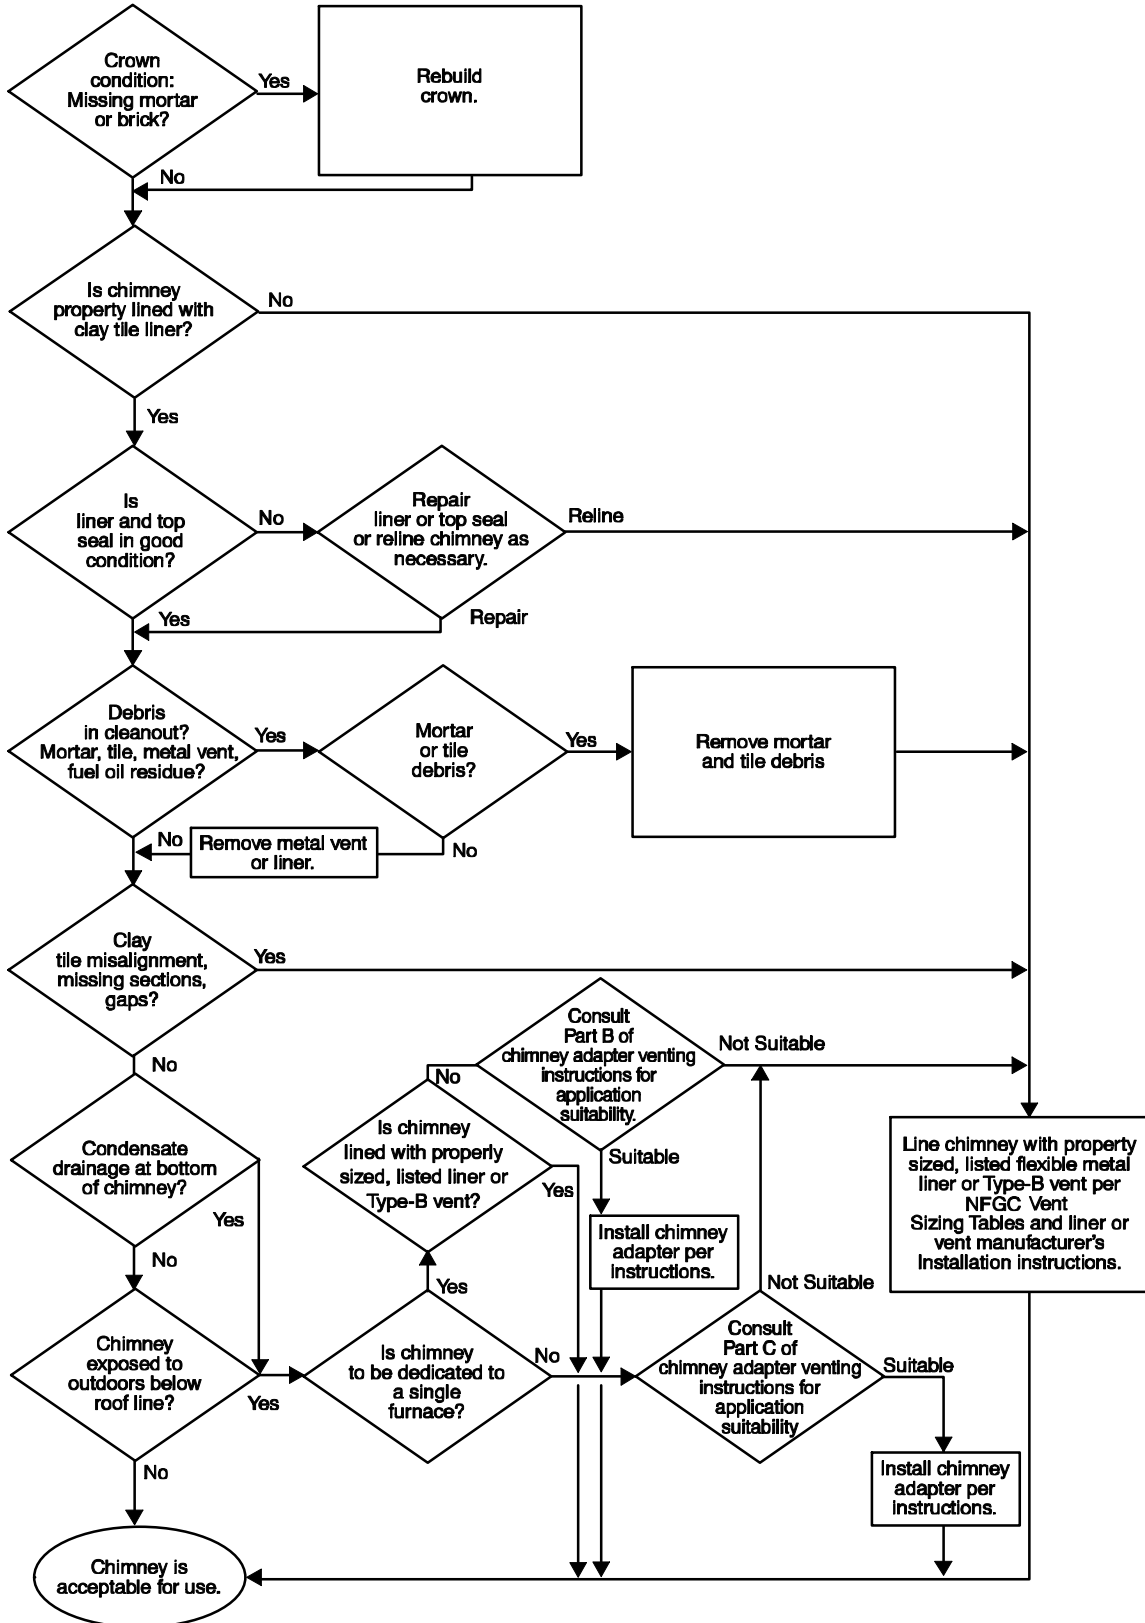 Crown
condition:
Missing mortar
or brick?
Yes
Rebuild
crown.
No
Is chimney
property lined with
clay tile liner?
No
Yes
Is
liner and top
seal in good
condition?
No
Repair
liner or top seal
or reline chimney as
necessary.
Reline
Yes
Repair
Debris
in cleanout?
Mortar, tile, metal vent,
fuel oil residue?
Yes
Mortar
or tile
debris?
Yes
Remove mortar
and tile debris
No
Remove metal vent
or liner.
No
Clay
tile misalignment,
missing sections,
gaps?
Yes
No
Consult
Part B of
chimney adapter venting
instructions for
application
suitability.
Not Suitable
No
Suitable
Condensate
drainage at bottom
of chimney?
Yes
No
Is chimney
lined with properly
sized, listed liner or
Type-B vent?
Yes
Install chimney
adapter per
instructions.
Line chimney with property
sized, listed flexible metal
liner or Type-B vent per
NFGC Vent
Sizing Tables and liner or
vent manufacturer's
Installation instructions.
Yes
Not Suitable
Chimney
exposed to
outdoors below
roof line?
Yes
Is chimney
to be dedicated to
a single
furnace?
No
Consult
Part C of
chimney adapter venting
instructions for
application
suitability
Suitable
No
Install chimney
adapter per
instructions.
Chimney is
acceptable for use.